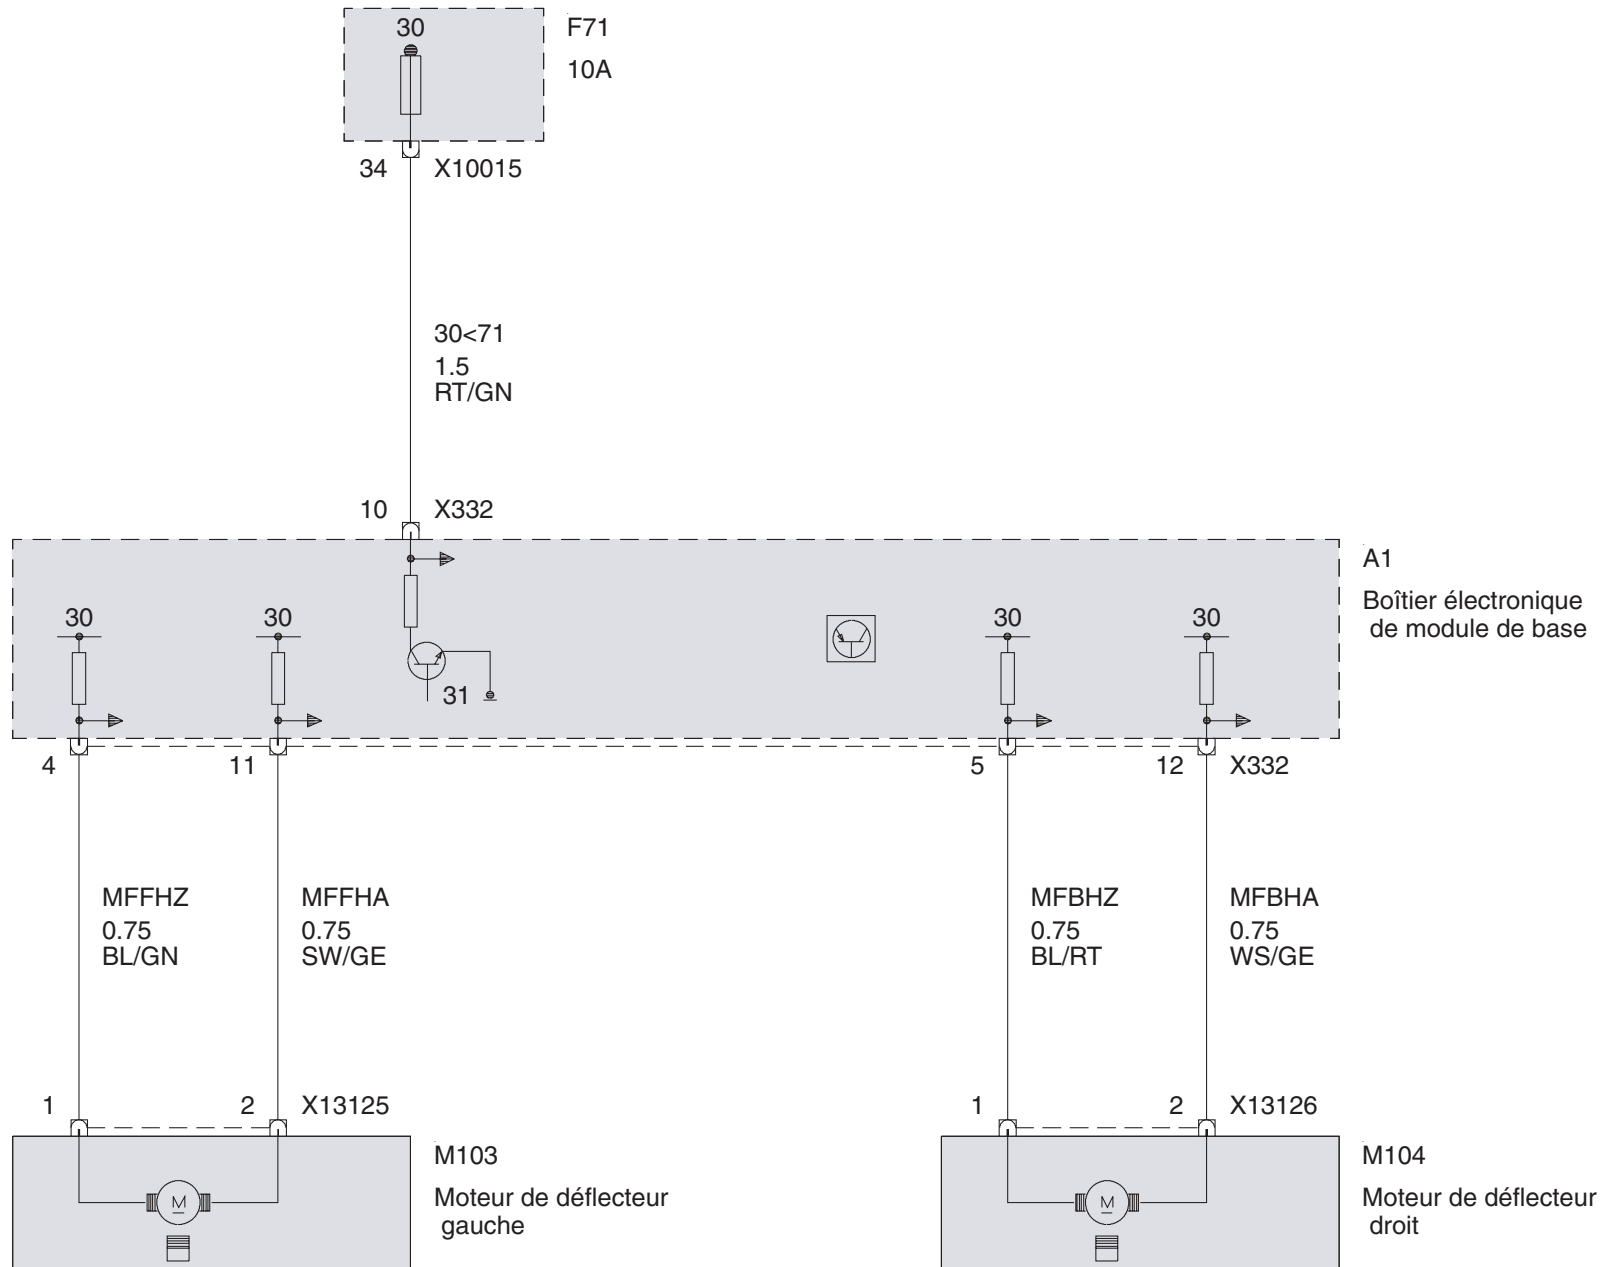 30
F71
10A
34
X10015
30<71
1.5
RT/GN
10
X332
A1
Boîtier électronique
de module de base
30
30
31
30
30
4
11
5
12
X332
MFFHZ
0.75
BL/GN
MFFHA
0.75
SW/GE
MFBHZ
0.75
BL/RT
MFBHA
0.75
WS/GE
1
2
X13125
1
2
X13126
M103
Moteur de déflecteur
gauche
M
M104
Moteur de déflecteur
droit
M